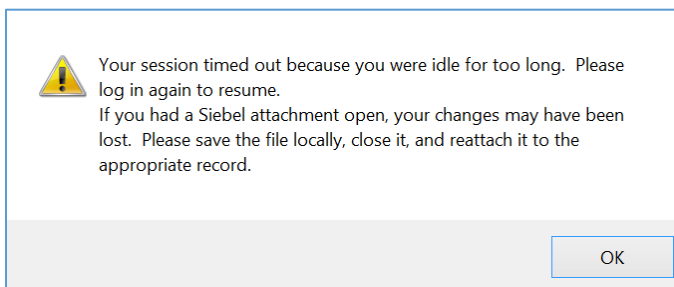 Your session timed out because you were idle for too long.  Please
log in again to resume.
If you had a Siebel attachment open, your changes may have been
lost.  Please save the file locally, close it, and reattach it to the
appropriate record.
OK